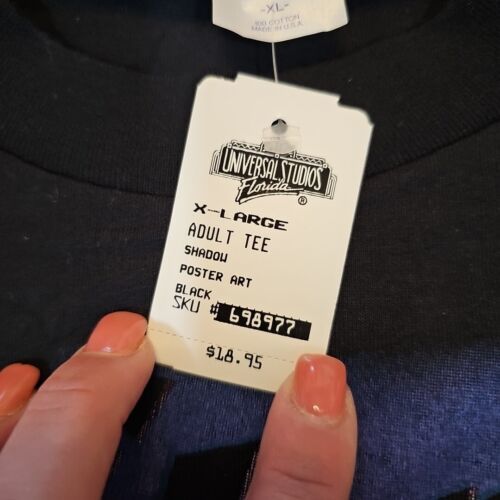 -XL-
100 COTTON
MADE IN U.S.A.
UNIVERSAL STUDIOS
Florida
®
X-LARGE
ADULT TEE
SHADOW
POSTER ART
BLACK
SKU # 698977
$18.95